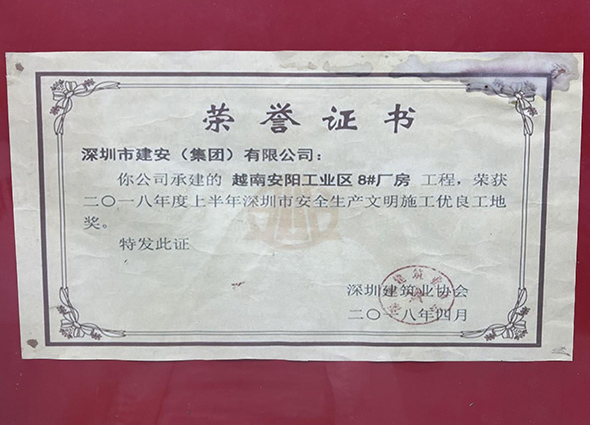 荣誉证书
深圳市建安（集团）有限公司：
你公司承建的 越南安阳工业区8#厂房 工程，荣获
二〇一八年度上半年深圳市安全生产文明施工优良工地
奖。
特发此证
深圳建筑业协会
二〇一八年四月